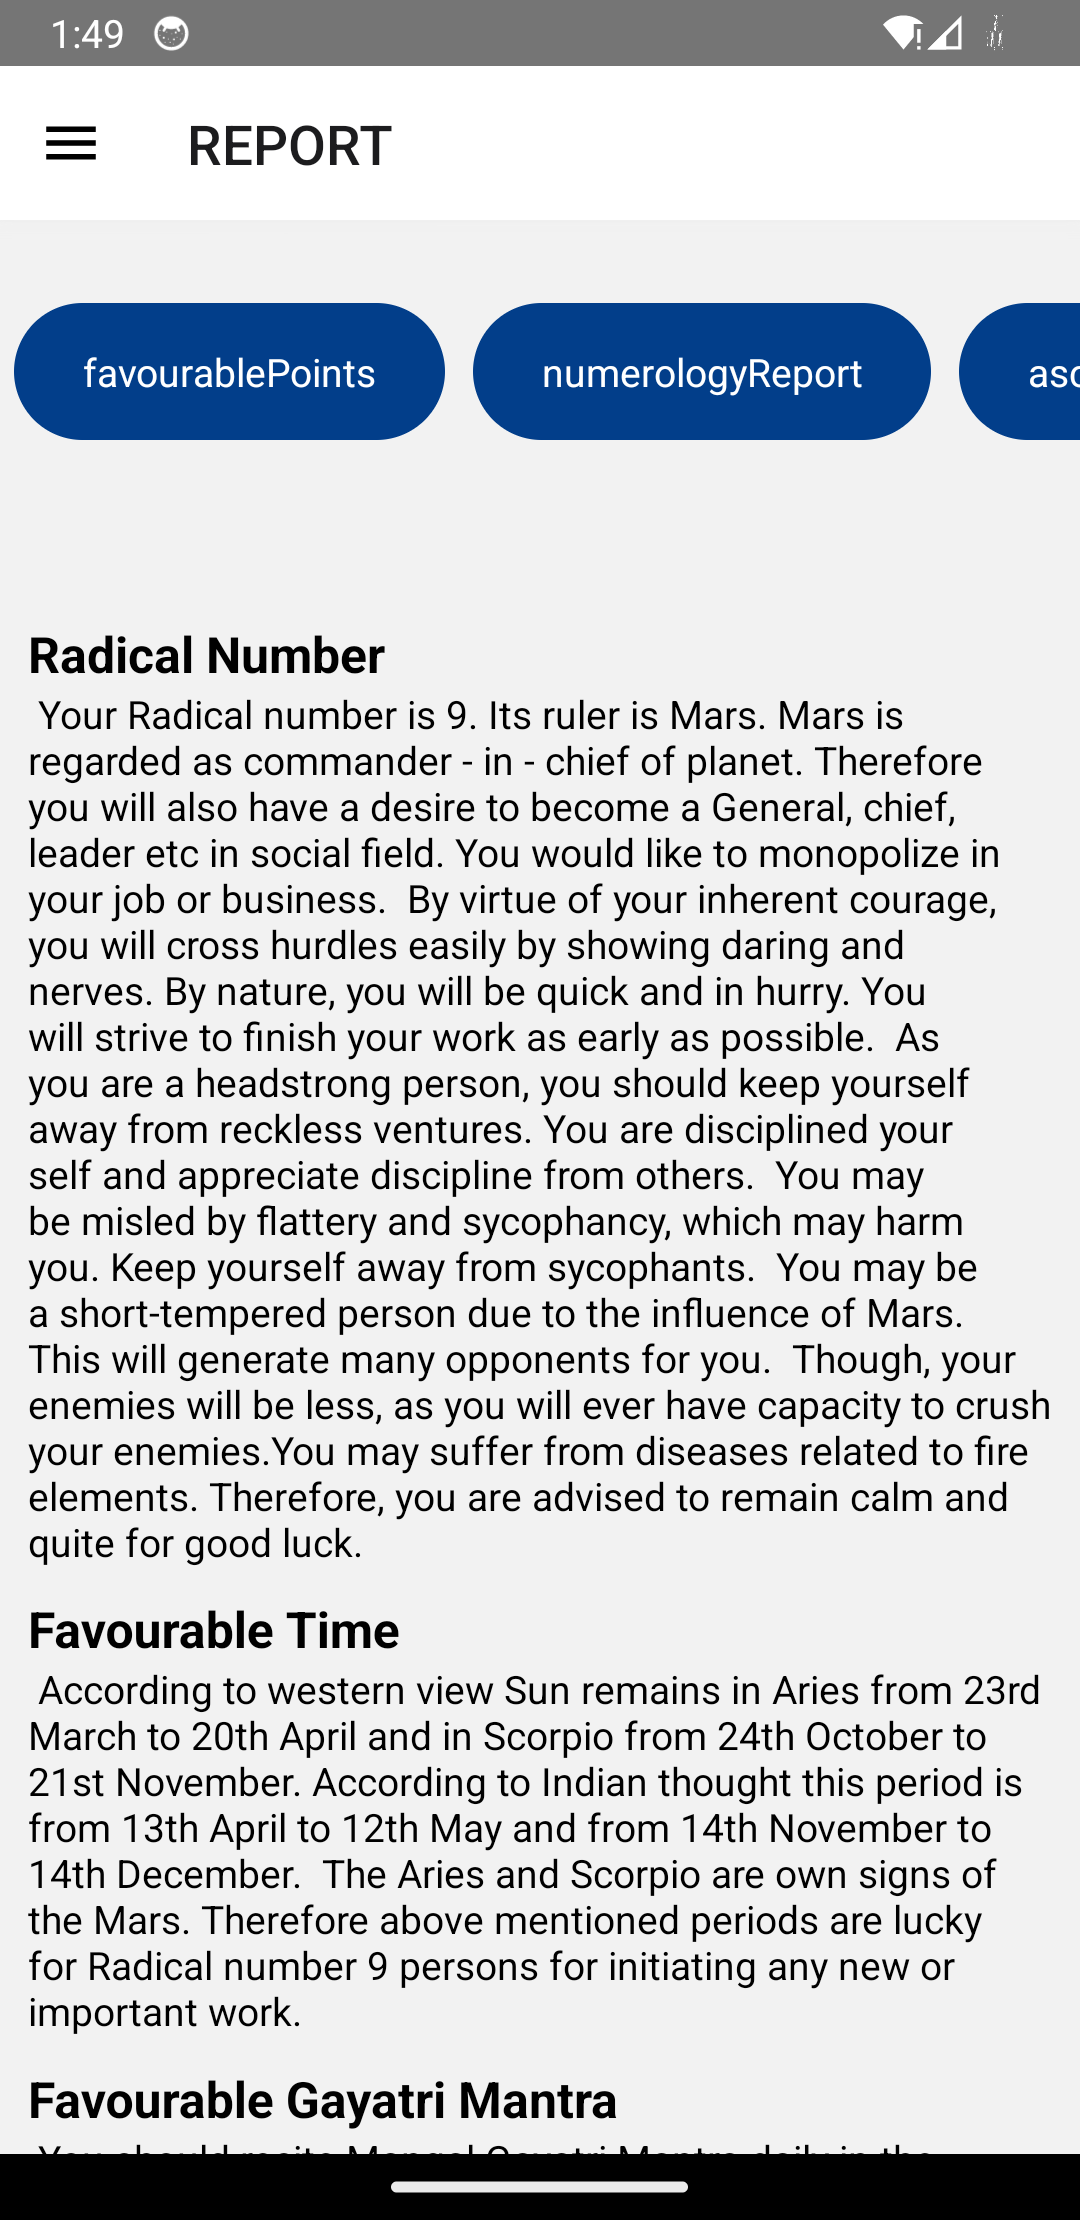 1:49
REPORT
favourablePoints
numerologyReport
Radical Number
Your Radical number is 9. Its ruler is Mars. Mars is
regarded as commander - in - chief of planet. Therefore
you will also have a desire to become a General, chief,
leader etc in social field. You would like to monopolize in
your job or business.  By virtue of your inherent courage,
you will cross hurdles easily by showing daring and
nerves. By nature, you will be quick and in hurry. You
will strive to finish your work as early as possible.  As
you are a headstrong person, you should keep yourself
away from reckless ventures. You are disciplined your
self and appreciate discipline from others.  You may
be misled by flattery and sycophancy, which may harm
you. Keep yourself away from sycophants.  You may be
a short-tempered person due to the influence of Mars.
This will generate many opponents for you.  Though, your
enemies will be less, as you will ever have capacity to crush
your enemies.You may suffer from diseases related to fire
elements. Therefore, you are advised to remain calm and
quite for good luck.
Favourable Time
According to western view Sun remains in Aries from 23rd
March to 20th April and in Scorpio from 24th October to
21st November. According to Indian thought this period is
from 13th April to 12th May and from 14th November to
14th December.  The Aries and Scorpio are own signs of
the Mars. Therefore above mentioned periods are lucky
for Radical number 9 persons for initiating any new or
important work.
Favourable Gayatri Mantra
You should recite Mangal Gayatri Mantra daily in the